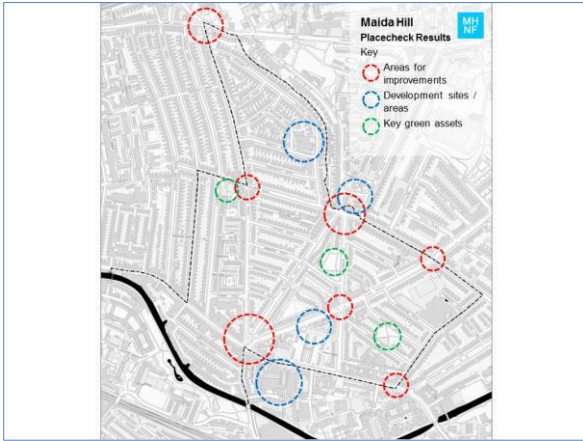 Maida Hill
Placecheck Results
MH
NF
Key
Areas for
improvements
Development sites /
areas
Key green assets